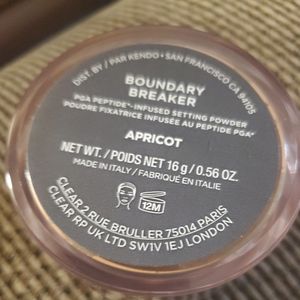 DIST. BY / PAR KENDO • SAN FRANCISCO CA 94105
BOUNDARY
BREAKER
PGA PEPTIDE*-INFUSED SETTING POWDER
POUDRE FIXATRICE INFUSÉE AU PEPTIDE PGA*
APRICOT
NET WT. / POIDS NET 16 g / 0.56 OZ.
MADE IN ITALY / FABRIQUÉ EN ITALIE
12M
CLEAR 2 RUE BRULLER 75014 PARIS
CLEAR RP UK LTD SW1V 1EJ LONDON